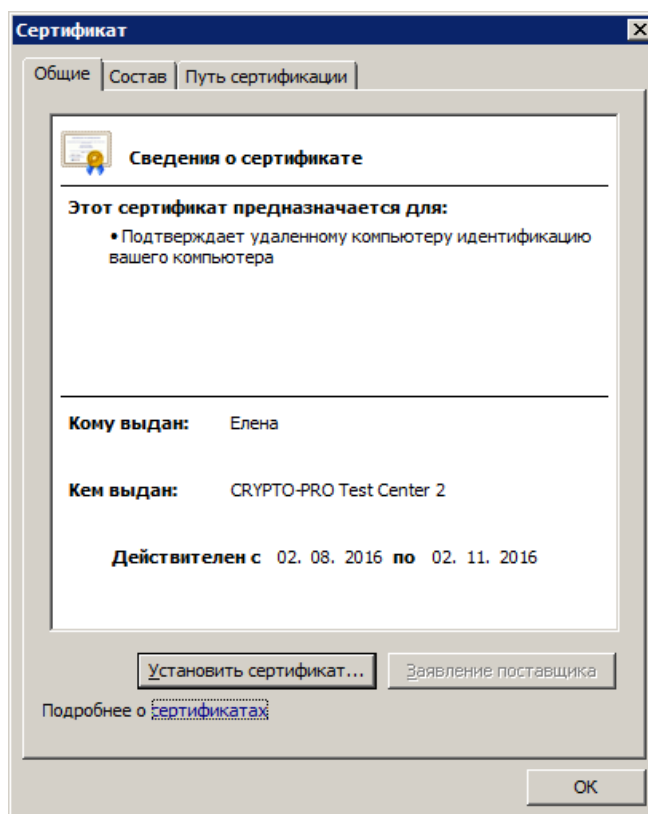 Сертификат
Общие Состав Путь сертификации
Сведения о сертификате
Этот сертификат предназначается для:
• Подтверждает удаленному компьютеру идентификацию
вашего компьютера
Кому выдан: Елена
Кем выдан: CRYPTO-PRO Test Center 2
Действителен с 02. 08. 2016 по 02. 11. 2016
Установить сертификат... Заявление поставщика
Подробнее о сертификатах
OK